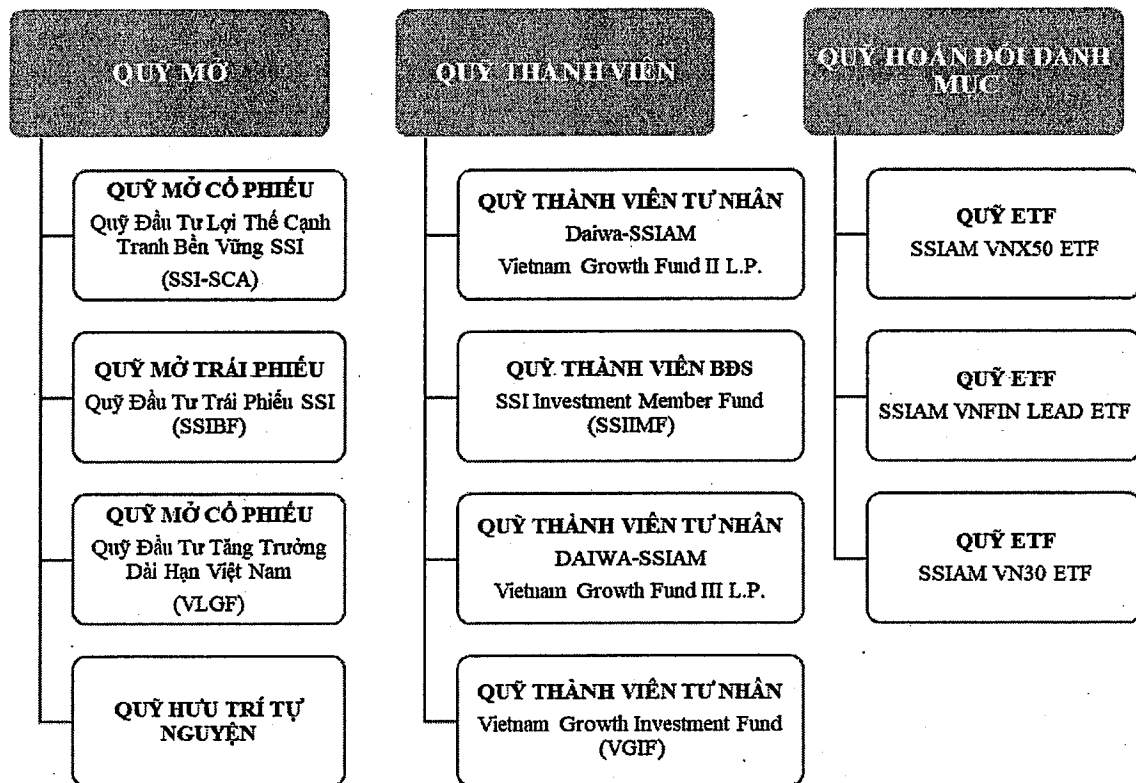 QUỸ MỞ
QUỸ MỞ CỔ PHIẾU
Quỹ Đầu Tư Lợi Thế Cạnh
Tranh Bền Vững SSI
(SSI-SCA)
QUỸ MỞ TRÁI PHIẾU
Quỹ Đầu Tư Trái Phiếu SSI
(SSIBF)
QUỸ MỞ CỔ PHIẾU
Quỹ Đầu Tư Tăng Trưởng
Dài Hạn Việt Nam
(VLGF)
QUỸ HƯU TRÍ TỰ
NGUYỆN
QUỸ THÀNH VIÊN
QUỸ THÀNH VIÊN TƯ NHÂN
Daiwa-SSIAM
Vietnam Growth Fund II L.P.
QUỸ THÀNH VIÊN BĐS
SSI Investment Member Fund
(SSIIMF)
QUỸ THÀNH VIÊN TƯ NHÂN
DAIWA-SSIAM
Vietnam Growth Fund III L.P.
QUỸ THÀNH VIÊN TƯ NHÂN
Vietnam Growth Investment Fund
(VGIF)
QUỸ HOÁN ĐỔI DANH
MỤC
QUỸ ETF
SSIAM VNX50 ETF
QUỸ ETF
SSIAM VNFIN LEAD ETF
QUỸ ETF
SSIAM VN30 ETF